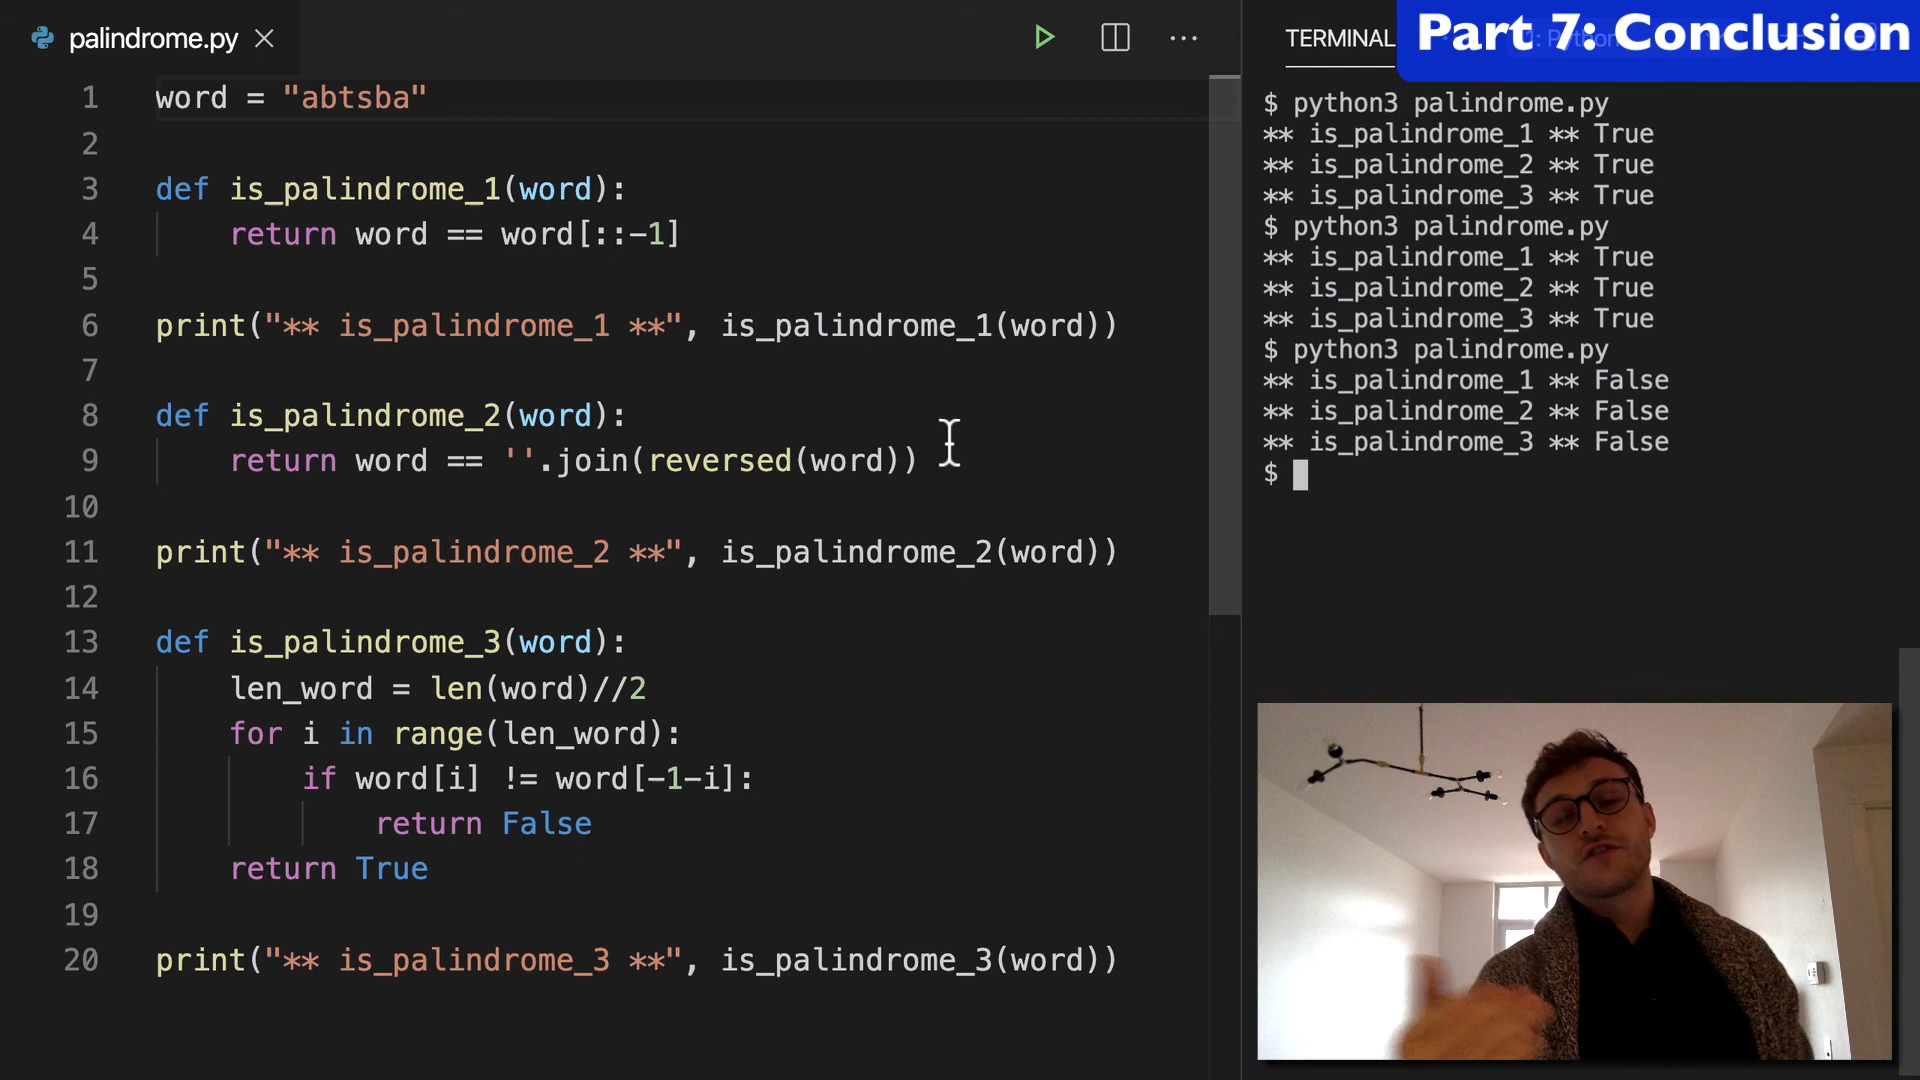 palindrome.py
1 word = "abtsba"
2
3 def is_palindrome_1(word):
4 return word == word[::-1]
5
6 print("** is_palindrome_1 **", is_palindrome_1(word))
7
8 def is_palindrome_2(word):
9 return word == ''.join(reversed(word))
10
11 print("** is_palindrome_2 **", is_palindrome_2(word))
12
13 def is_palindrome_3(word):
14 len_word = len(word)//2
15 for i in range(len_word):
16 if word[i] != word[-1-i]:
17 return False
18 return True
19
20 print("** is_palindrome_3 **", is_palindrome_3(word))
TERMINAL
Part 7: Conclusion
$ python3 palindrome.py
** is_palindrome_1 ** True
** is_palindrome_2 ** True
** is_palindrome_3 ** True
$ python3 palindrome.py
** is_palindrome_1 ** True
** is_palindrome_2 ** True
** is_palindrome_3 ** True
$ python3 palindrome.py
** is_palindrome_1 ** False
** is_palindrome_2 ** False
** is_palindrome_3 ** False
$